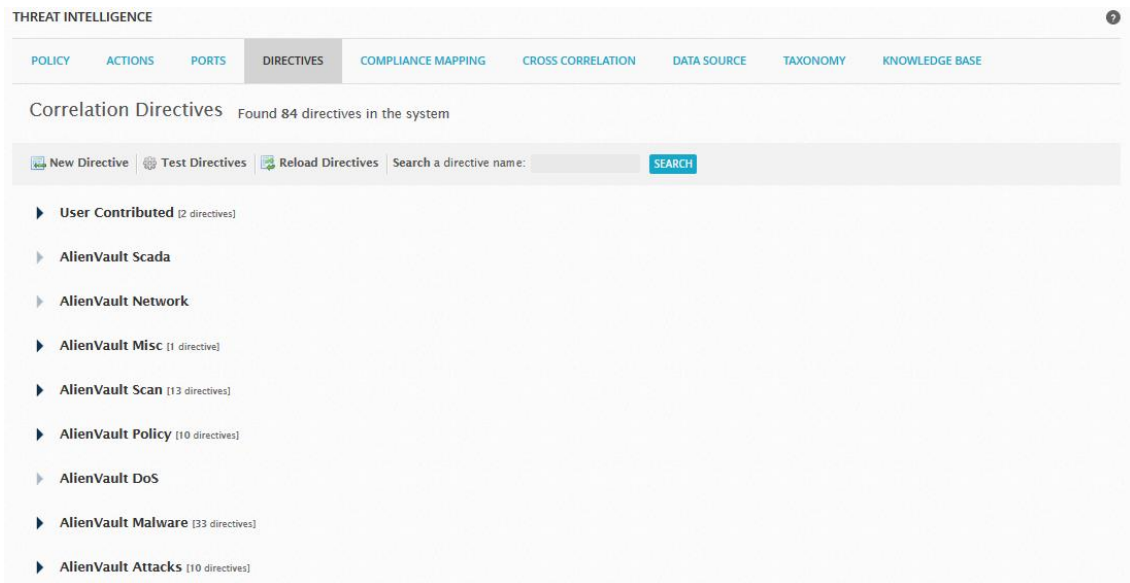 THREAT INTELLIGENCE ?
POLICY ACTIONS PORTS DIRECTIVES COMPLIANCE MAPPING CROSS CORRELATION DATA SOURCE TAXONOMY KNOWLEDGE BASE
Correlation Directives Found 84 directives in the system
New Directive Test Directives Reload Directives Search a directive name: SEARCH
User Contributed [2 directives]
AlienVault Scada
AlienVault Network
AlienVault Misc [1 directive]
AlienVault Scan [13 directives]
AlienVault Policy [10 directives]
AlienVault DoS
AlienVault Malware [33 directives]
AlienVault Attacks [10 directives]